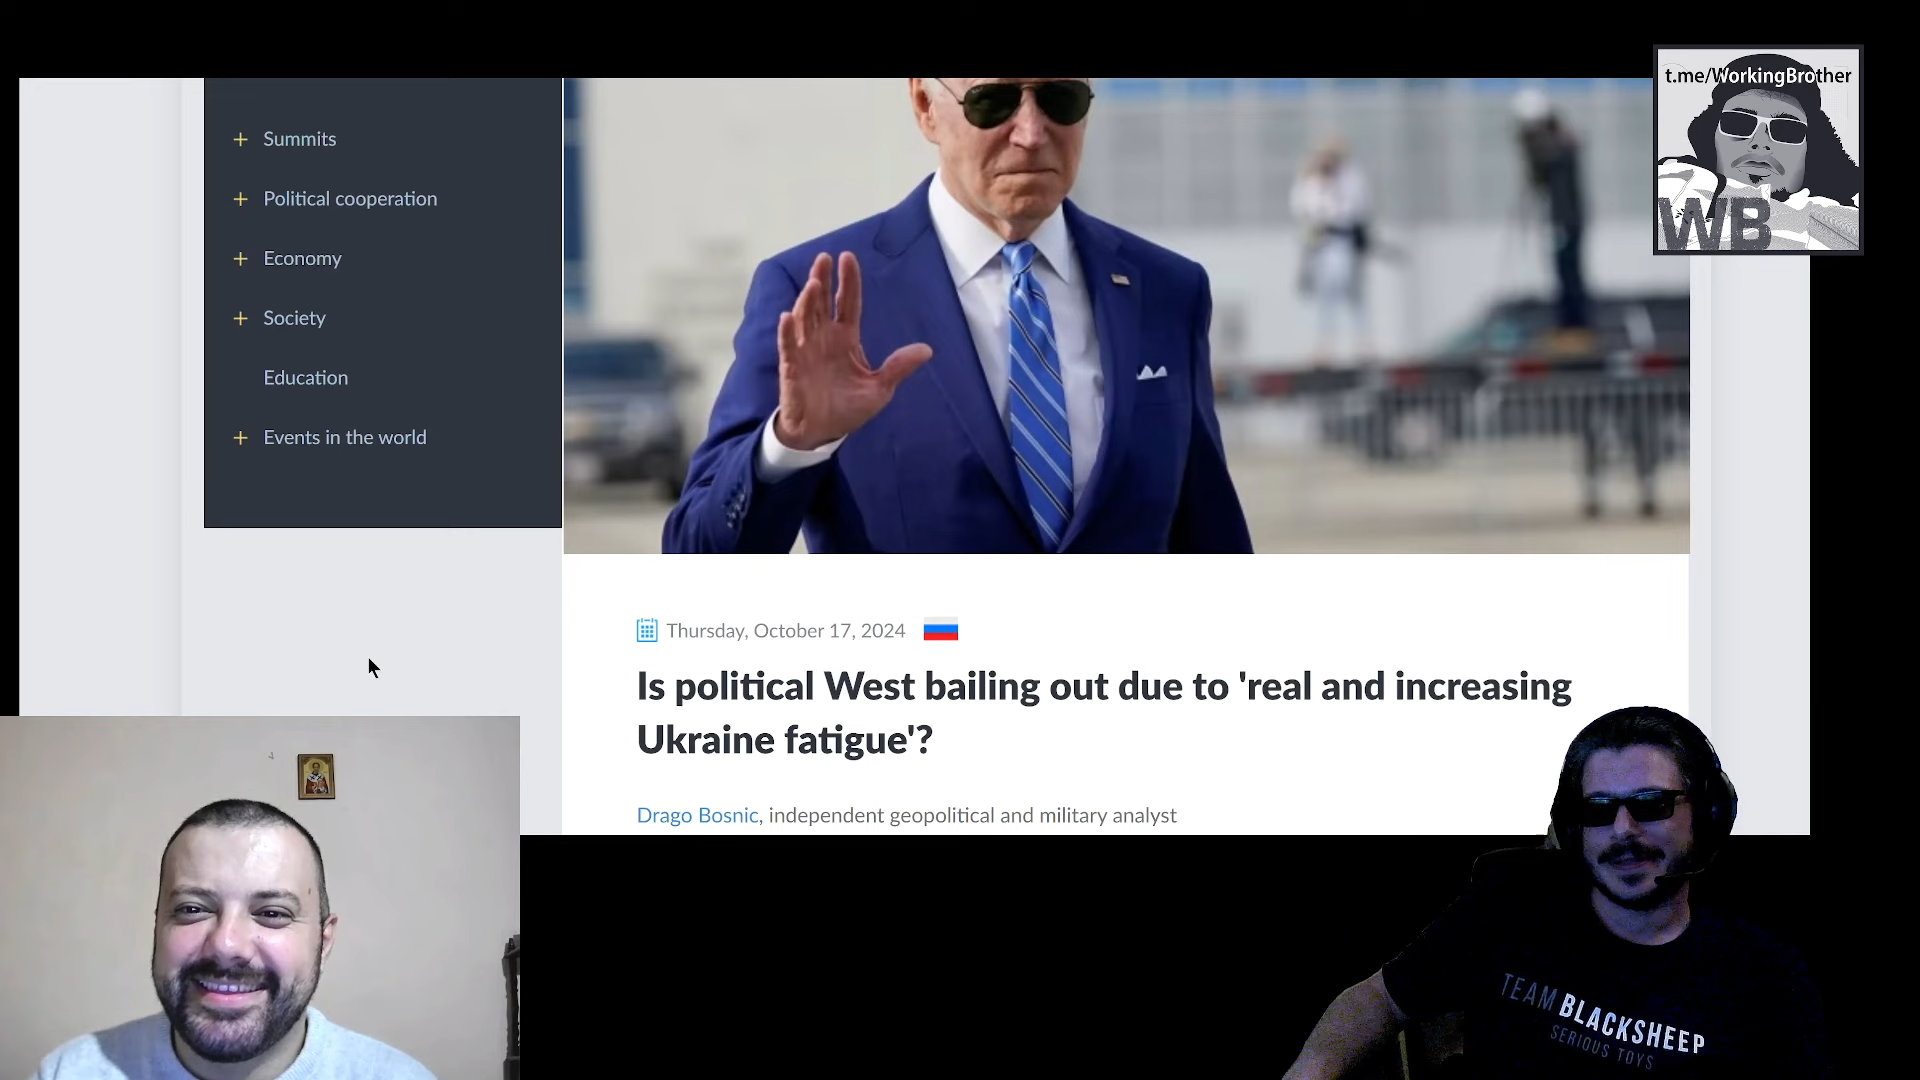 t.me/WorkingBrother
WB
+ Summits
+ Political cooperation
+ Economy
+ Society
Education
+ Events in the world
Thursday, October 17, 2024
Is political West bailing out due to 'real and increasing
Ukraine fatigue'?
Drago Bosnic, independent geopolitical and military analyst
TEAM BLACKSHEEP
SERIOUS TOYS